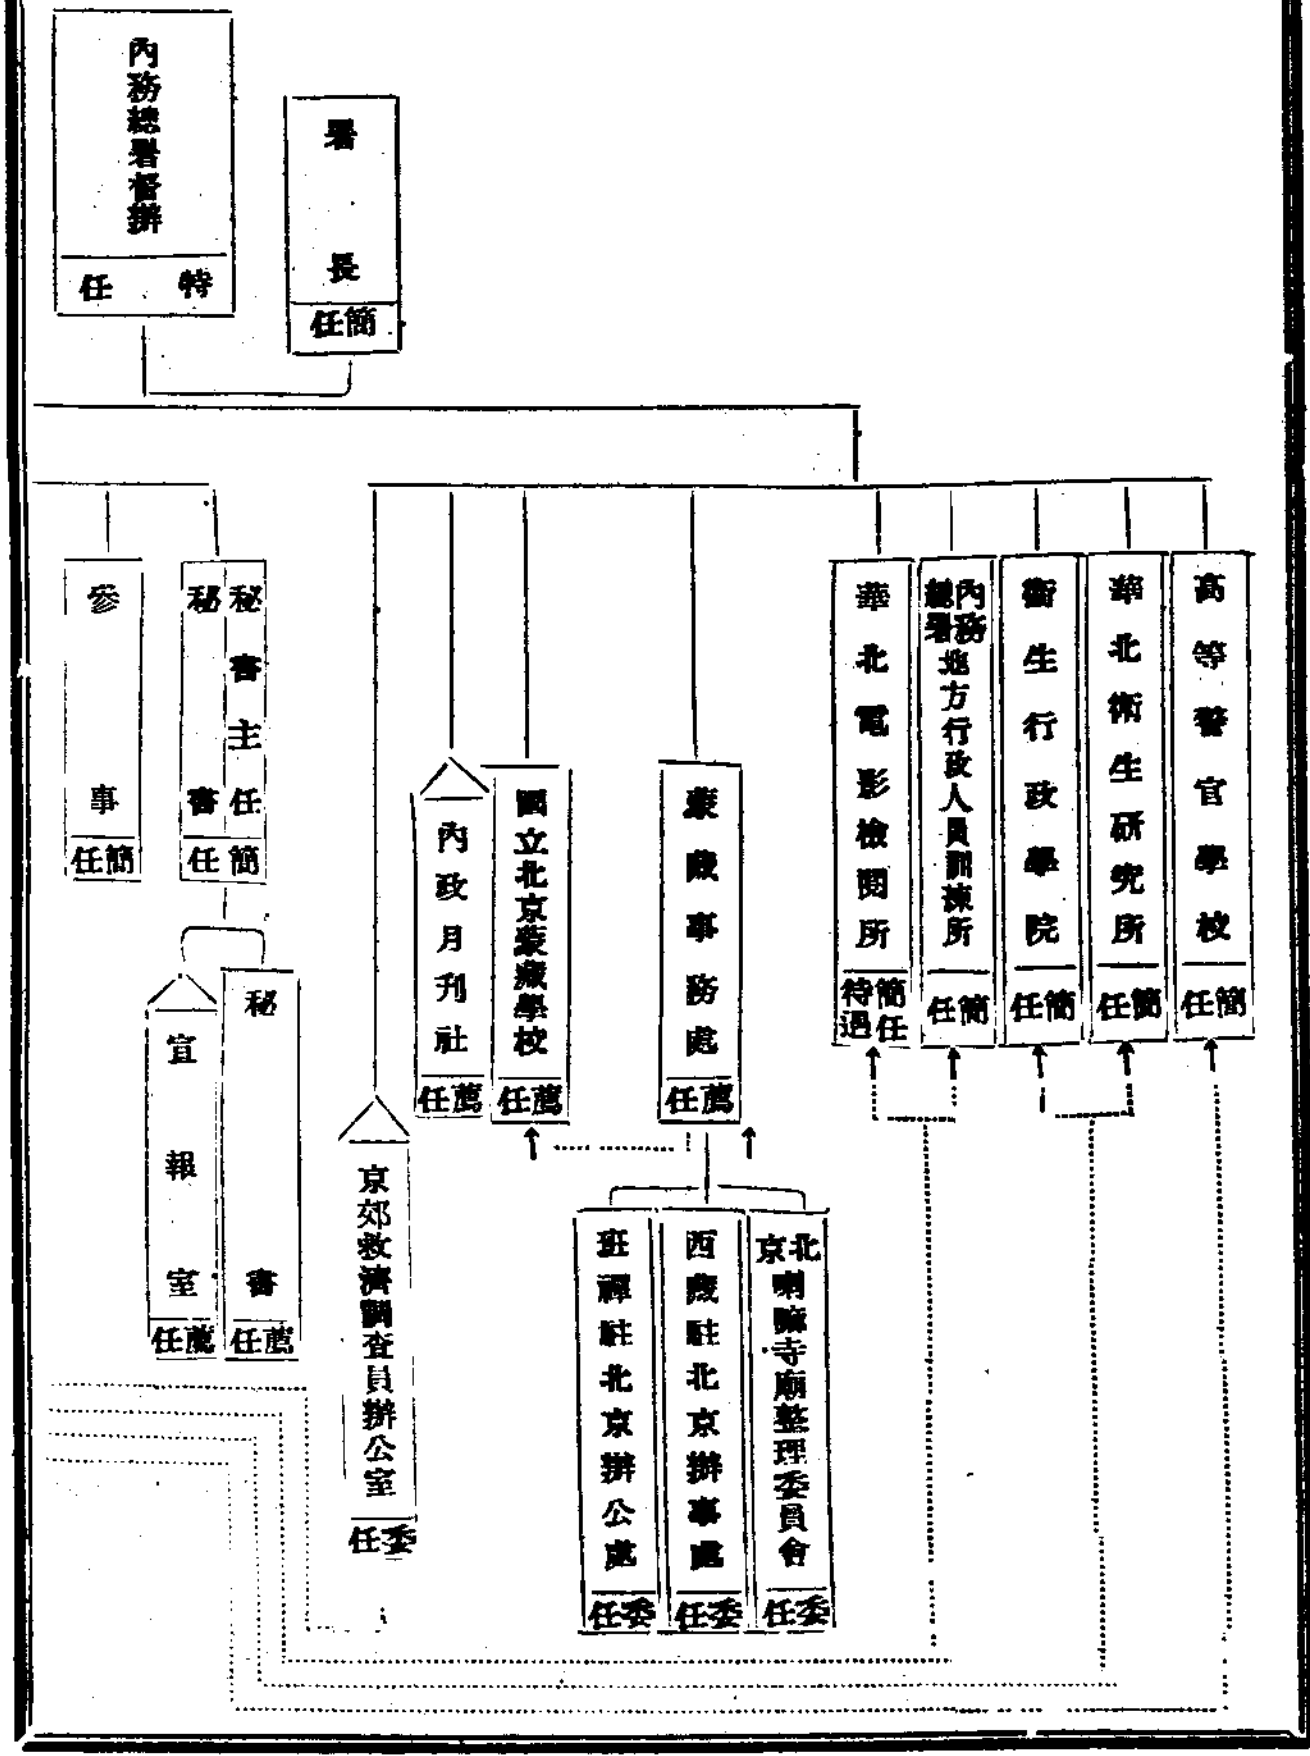 內務總署督辦
特任
署長
簡任
高等警官學校
簡任
華北衛生研究所
簡任
衛生行政學院
簡任
內務總署地方行政人員訓揀所
簡任
華北電影檢閱所
簡任待遇
蒙藏事務處
薦任
北京喇嘛寺廟整理委員會
委任
西藏駐北京辦事處
委任
班禪駐北京辦公處
委任
國立北京蒙藏學校
薦任
內政月刊社
薦任
京郊救濟調查員辦公室
委任
秘書主任
秘書
簡任
秘書
薦任
宣報室
薦任
參事
簡任